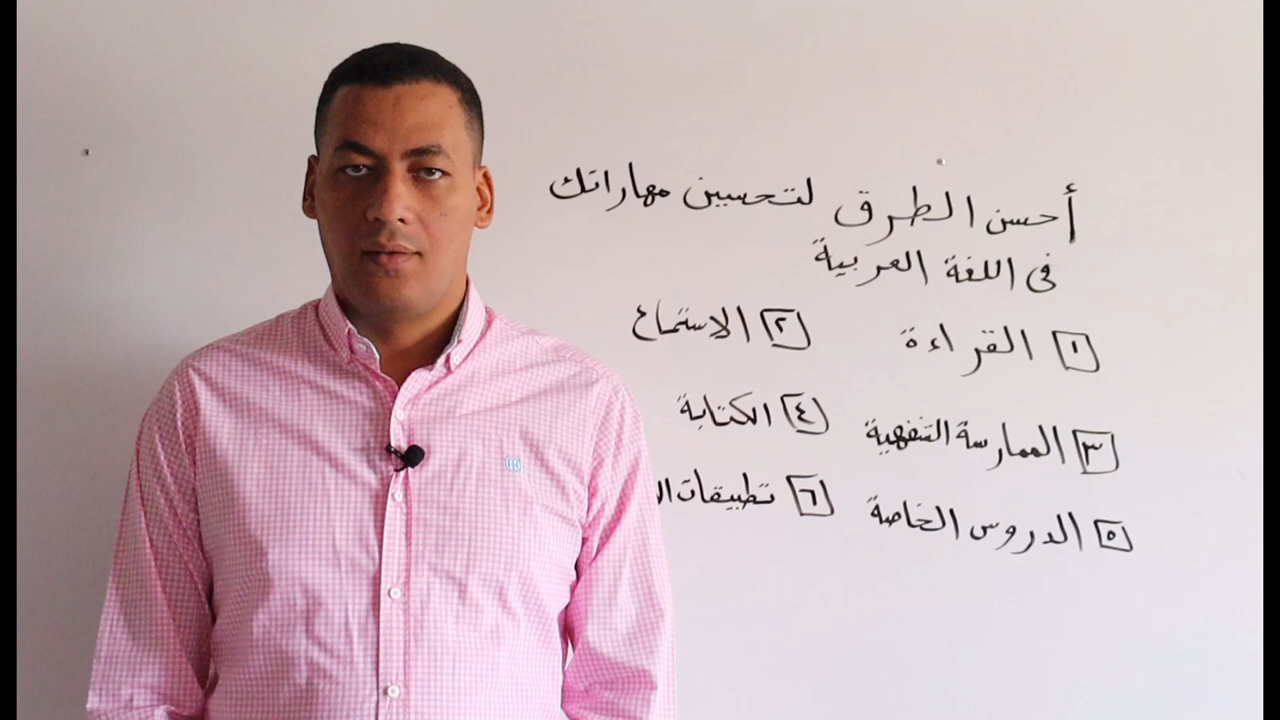 أحسن الطرق لتحسين مهاراتك
فى اللغة العربية
١ القراءة ٢ الاستماع
٣ الممارسة الشفهية ٤ الكتابة
٥ الدروس الخاصة ٦ تطبيقات